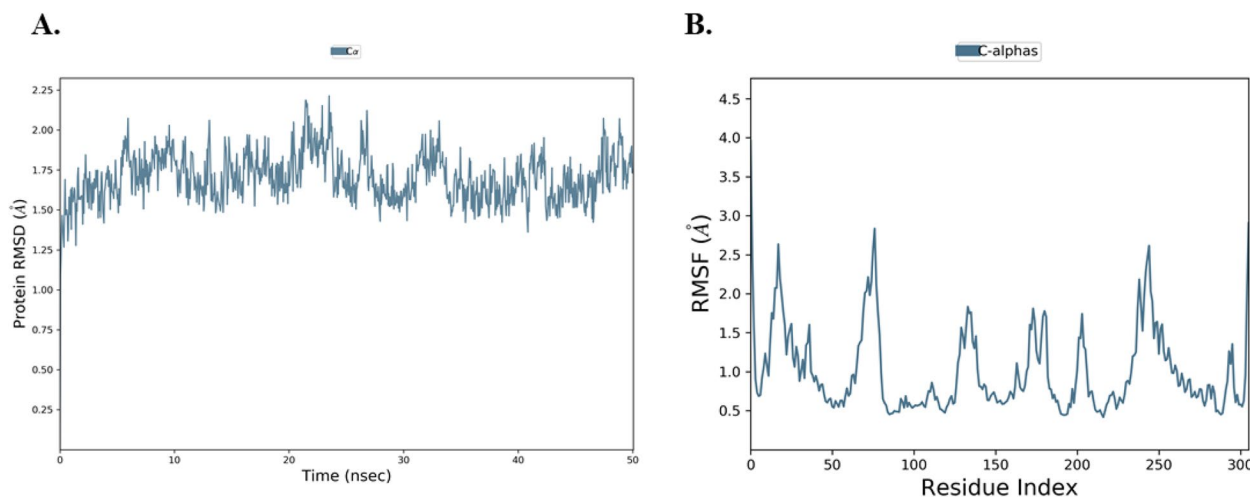 A.
Cα
Protein RMSD (Å)
2.25
2.00
1.75
1.50
1.25
1.00
0.75
0.50
0.25
0 10 20 30 40 50
Time (nsec)
B.
C-alphas
RMSF (Å)
4.5
4.0
3.5
3.0
2.5
2.0
1.5
1.0
0.5
0 50 100 150 200 250 300
Residue Index